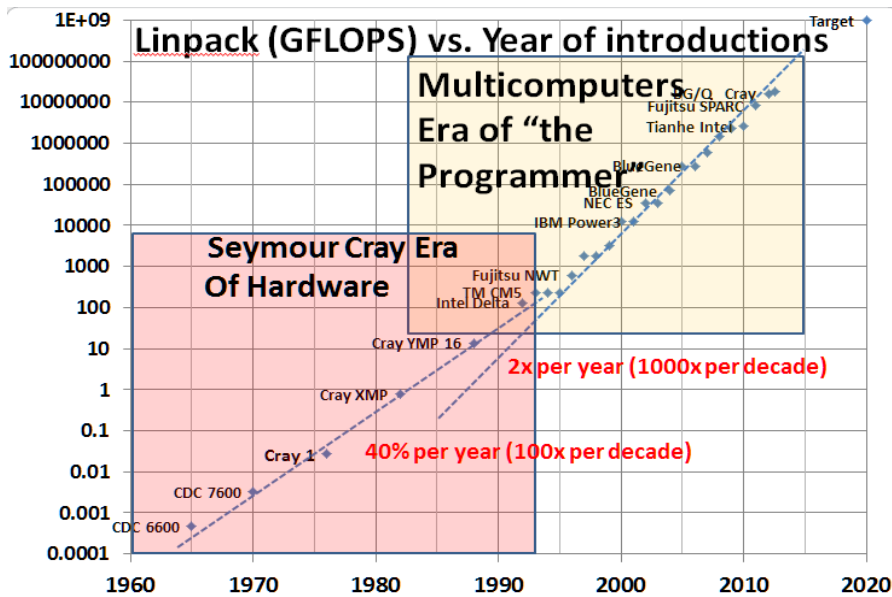 Linpack (GFLOPS) vs. Year of introductions
1E+09
100000000
10000000
1000000
100000
10000
1000
100
10
1
0.1
0.01
0.001
0.0001
Target
Multicomputers
Era of “the
Programmer”
BG/Q Cray
Fujitsu SPARC
Tianhe Intel
BlueGene
BlueGene
NEC ES
IBM Power3
Seymour Cray Era
Of Hardware
Fujitsu NWT
TM CM5
Intel Delta
Cray YMP 16
2x per year (1000x per decade)
Cray XMP
40% per year (100x per decade)
Cray 1
CDC 7600
CDC 6600
1960 1970 1980 1990 2000 2010 2020